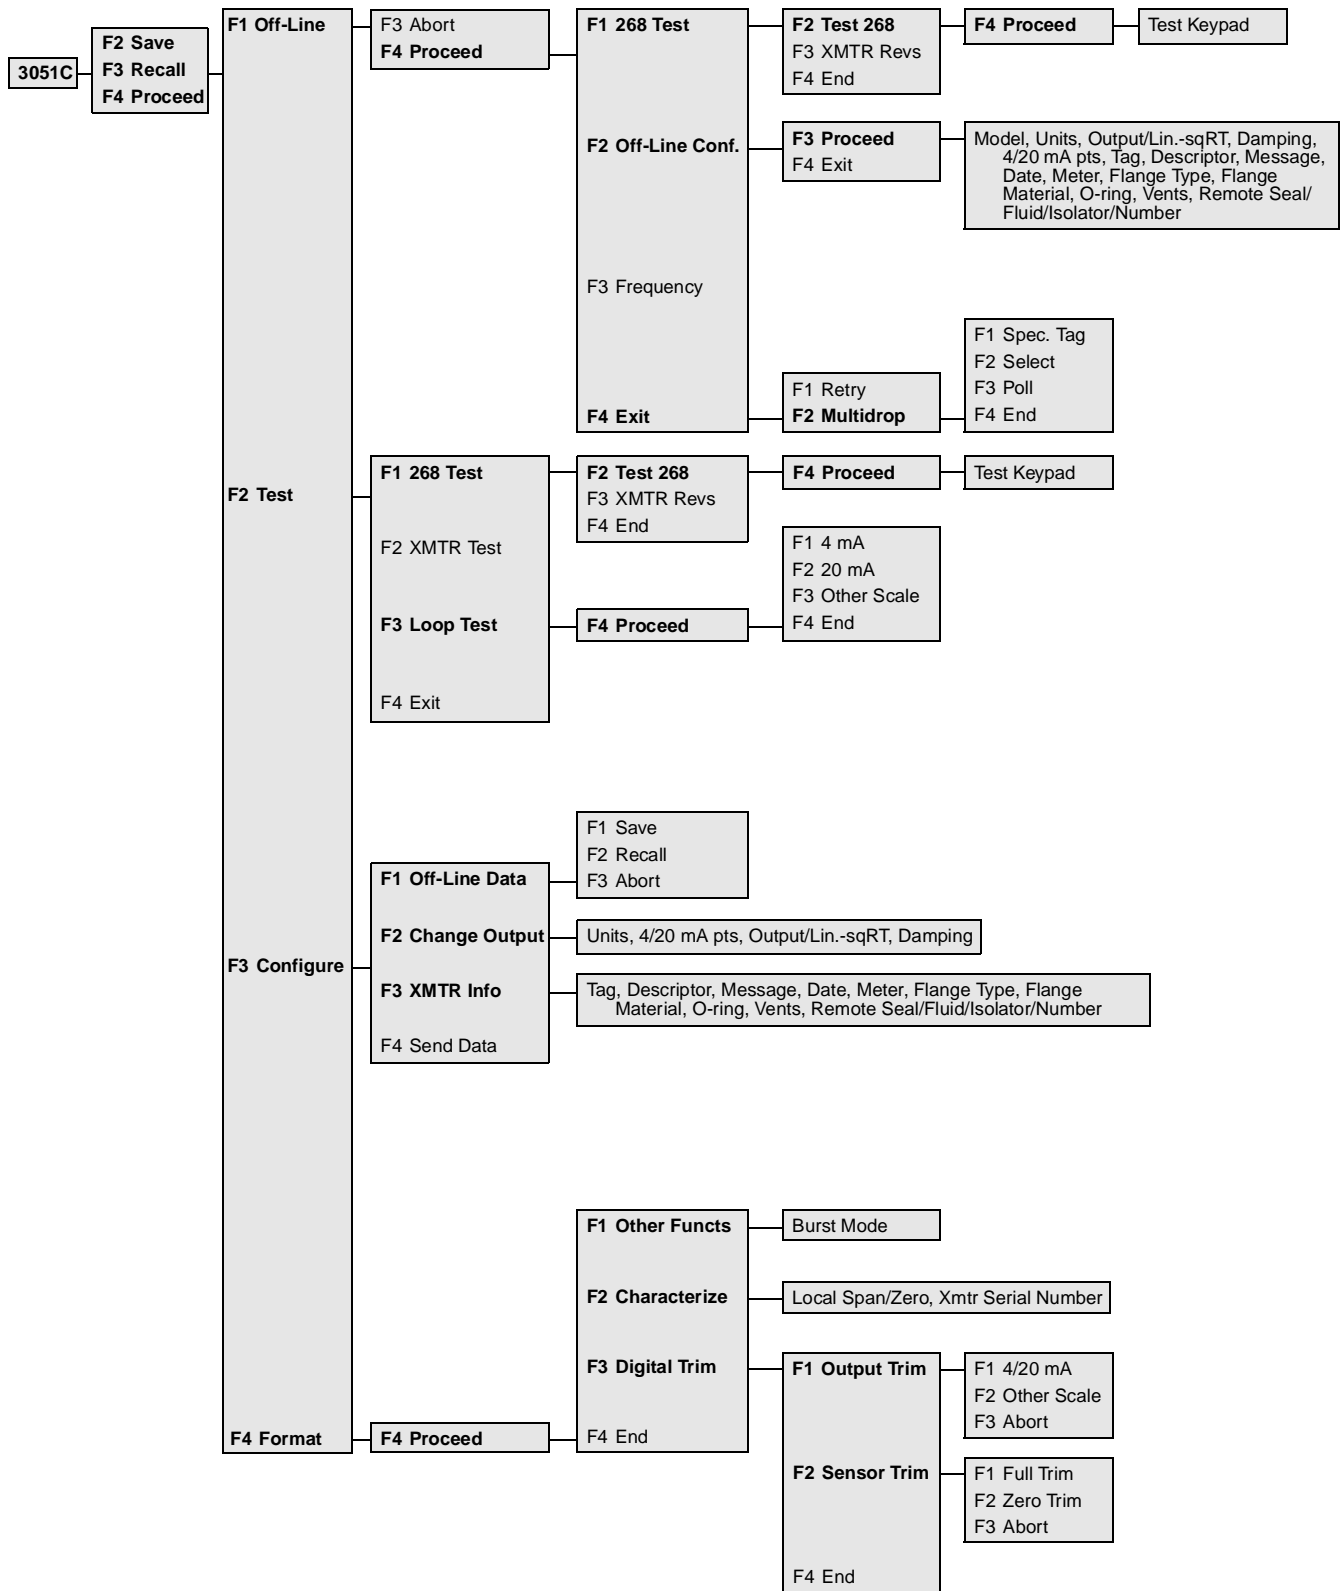 3051C
F2 Save
F3 Recall
F4 Proceed
F1 Off-Line
F2 Test
F3 Configure
F4 Format
F3 Abort
F4 Proceed
F1 268 Test
F2 Off-Line Conf.
F3 Frequency
F4 Exit
F2 Test 268
F3 XMTR Revs
F4 End
F4 Proceed
Test Keypad
F3 Proceed
F4 Exit
Model, Units, Output/Lin.-sqRT, Damping,
4/20 mA pts, Tag, Descriptor, Message,
Date, Meter, Flange Type, Flange
Material, O-ring, Vents, Remote Seal/
Fluid/Isolator/Number
F1 Retry
F2 Multidrop
F1 Spec. Tag
F2 Select
F3 Poll
F4 End
F1 268 Test
F2 XMTR Test
F3 Loop Test
F4 Exit
F2 Test 268
F3 XMTR Revs
F4 End
F4 Proceed
Test Keypad
F4 Proceed
F1 4 mA
F2 20 mA
F3 Other Scale
F4 End
F1 Off-Line Data
F2 Change Output
F3 XMTR Info
F4 Send Data
F1 Save
F2 Recall
F3 Abort
Units, 4/20 mA pts, Output/Lin.-sqRT, Damping
Tag, Descriptor, Message, Date, Meter, Flange Type, Flange
Material, O-ring, Vents, Remote Seal/Fluid/Isolator/Number
F4 Proceed
F1 Other Functs
F2 Characterize
F3 Digital Trim
F4 End
Burst Mode
Local Span/Zero, Xmtr Serial Number
F1 Output Trim
F2 Sensor Trim
F4 End
F1 4/20 mA
F2 Other Scale
F3 Abort
F1 Full Trim
F2 Zero Trim
F3 Abort